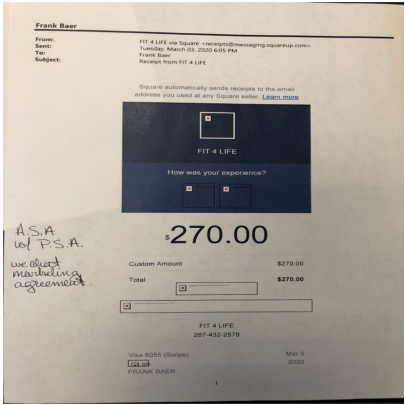 Frank Baer
From: FIT 4 LIFE via Square <receipts@messaging.squareup.com>
Sent: Tuesday, March 03, 2020 6:05 PM
To: Frank Baer
Subject: Receipt from FIT 4 LIFE
Square automatically sends receipts to the email
address you used at any Square seller. Learn more
FIT 4 LIFE
How was your experience?
$270.00
A.S.A
w/ P.S.A.
agreement.
Custom Amount $270.00
Total $270.00
FIT 4 LIFE
267-432-2578
Visa 6055 (Swipe) Mar 3
2020
FRANK BAER
1